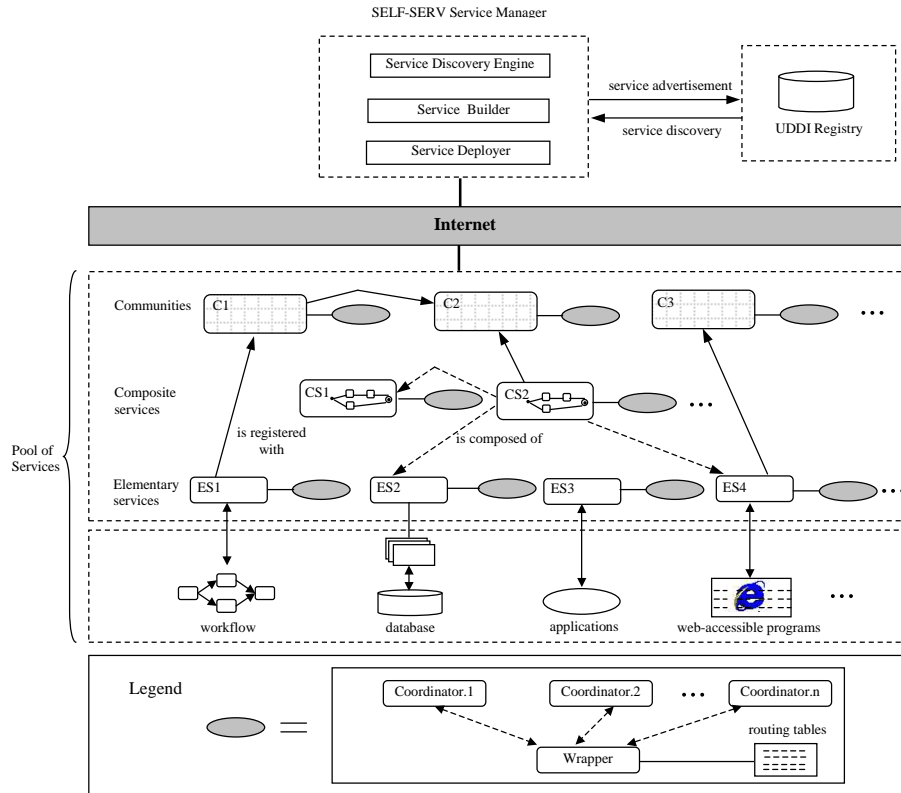 SELF-SERV Service Manager
Service Discovery Engine
Service Builder
Service Deployer
service advertisement
service discovery
UDDI Registry
Internet
Pool of
Services
Communities
C1
C2
C3
...
Composite
services
CS1
CS2
...
is registered
with
is composed of
Elementary
services
ES1
ES2
ES3
ES4
...
workflow
database
applications
web-accessible programs
...
Legend
Coordinator.1
Coordinator.2
...
Coordinator.n
Wrapper
routing tables